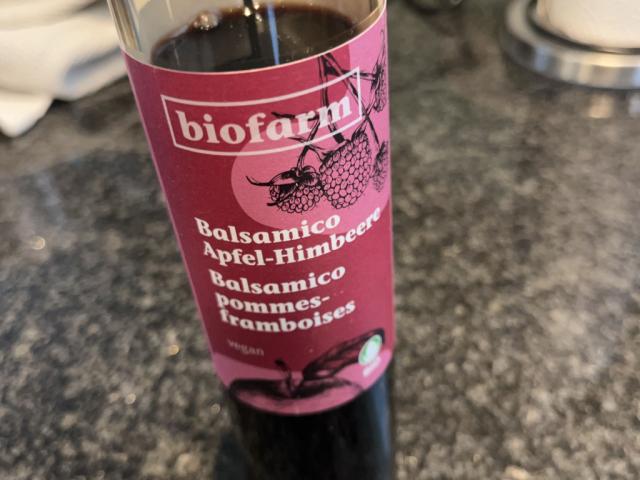 biofarm
Balsamico
Apfel-Himbeere
Balsamico
pommes-
framboises
vegan